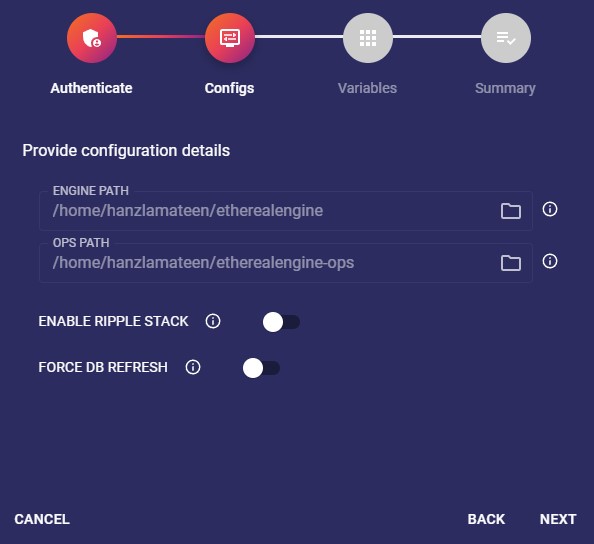 Authenticate Configs Variables Summary
Provide configuration details
ENGINE PATH
/home/hanzlamateen/etherealengine
OPS PATH
/home/hanzlamateen/etherealengine-ops
ENABLE RIPPLE STACK
FORCE DB REFRESH
CANCEL BACK NEXT